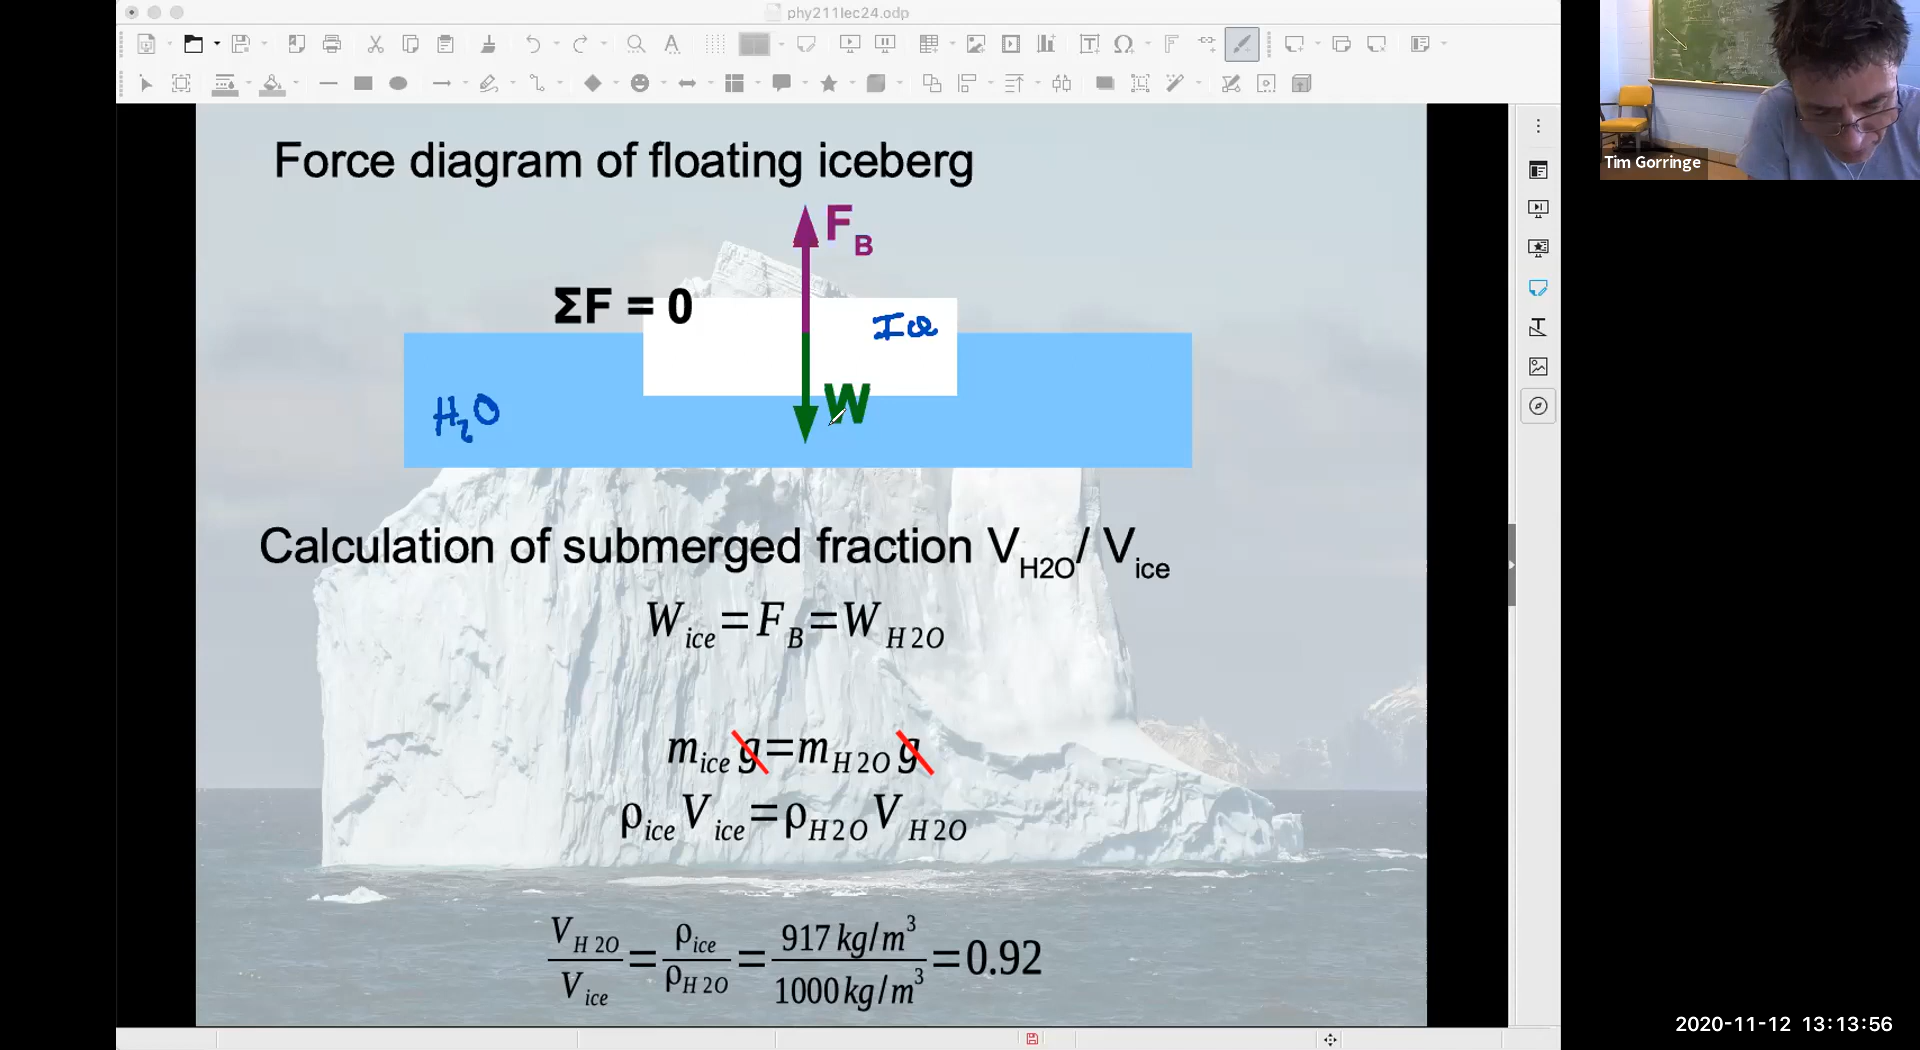 phy211lec24.odp
Tim Gorringe
Force diagram of floating iceberg
F_B
ΣF = 0
Ice
W
H₂O
Calculation of submerged fraction V_H2O / V_ice
W_ice = F_B = W_H2O
m_ice g = m_H2O g
ρ_ice V_ice = ρ_H2O V_H2O
V_H2O / V_ice = ρ_ice / ρ_H2O = 917 kg/m³ / 1000 kg/m³ = 0.92
2020-11-12 13:13:56